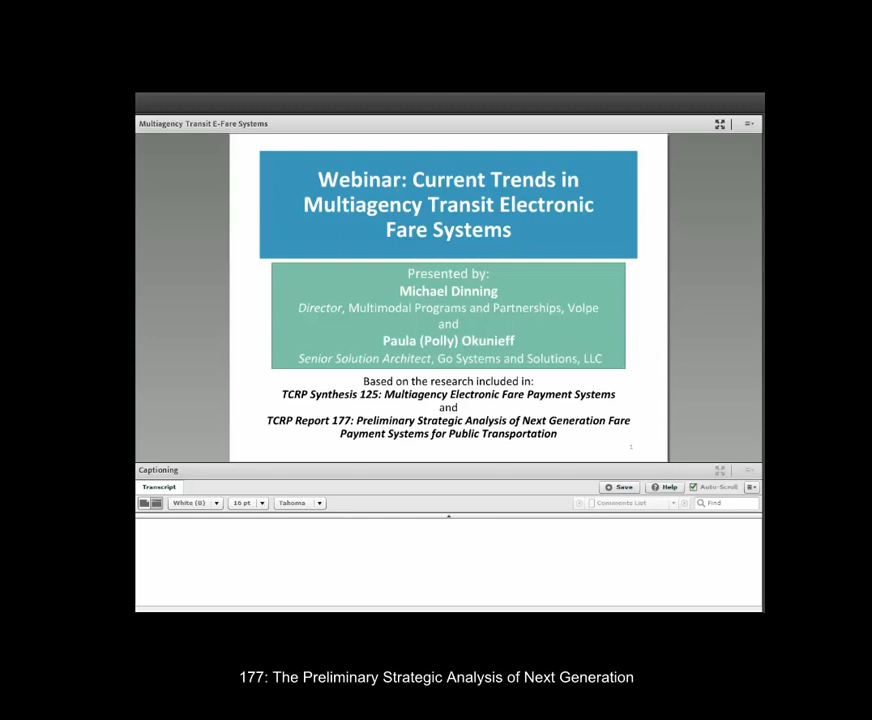 Multiagency Transit E-Fare Systems
Webinar: Current Trends in
Multiagency Transit Electronic
Fare Systems
Presented by:
Michael Dinning
Director, Multimodal Programs and Partnerships, Volpe
and
Paula (Polly) Okunieff
Senior Solution Architect, Go Systems and Solutions, LLC
Based on the research included in:
TCRP Synthesis 125: Multiagency Electronic Fare Payment Systems
and
TCRP Report 177: Preliminary Strategic Analysis of Next Generation Fare
Payment Systems for Public Transportation
1
Captioning
Transcript
Save Help Auto-Scroll
White (B) 16 pt Tahoma Comments List Find
177: The Preliminary Strategic Analysis of Next Generation